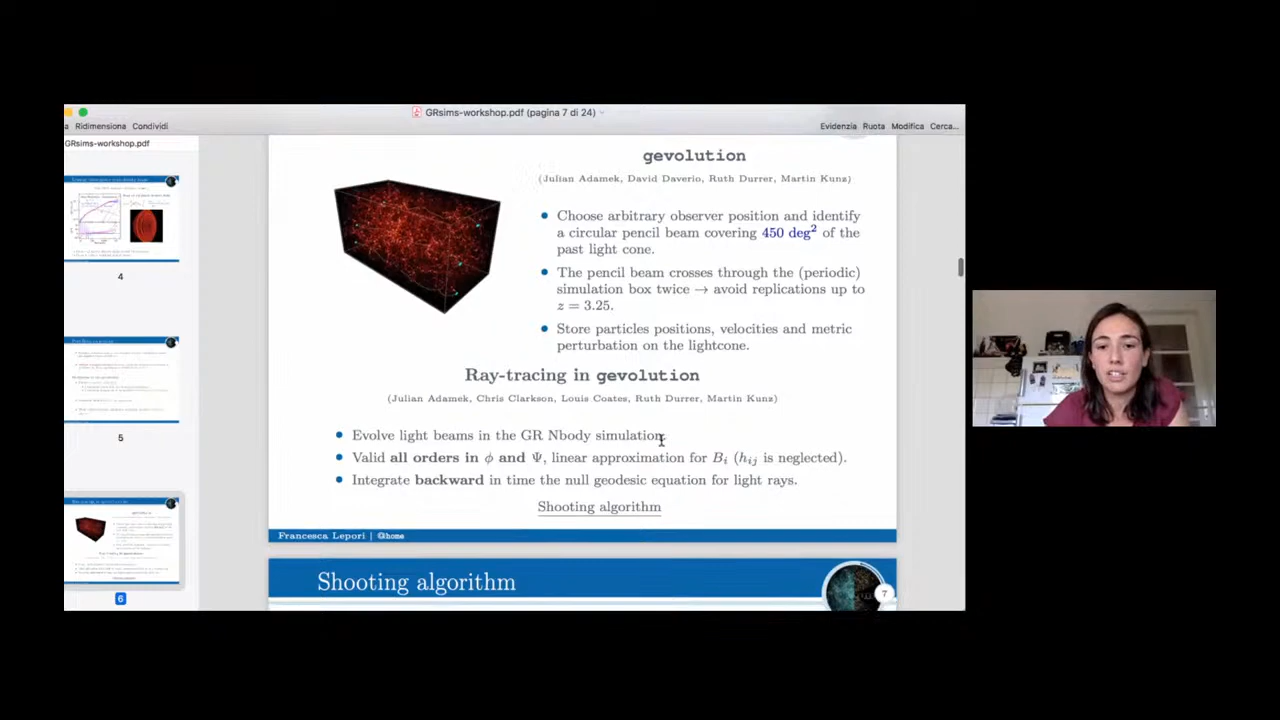 GRsims-workshop.pdf (pagina 7 di 24)
a Ridimensiona Condividi
Evidenzia Ruota Modifica Cerca...
GRsims-workshop.pdf
4
5
6
gevolution
(Julian Adamek, David Daverio, Ruth Durrer, Martin Kunz)
• Choose arbitrary observer position and identify
a circular pencil beam covering 450 deg² of the
past light cone.
• The pencil beam crosses through the (periodic)
simulation box twice → avoid replications up to
z = 3.25.
• Store particles positions, velocities and metric
perturbation on the lightcone.
Ray-tracing in gevolution
(Julian Adamek, Chris Clarkson, Louis Coates, Ruth Durrer, Martin Kunz)
• Evolve light beams in the GR Nbody simulation.
• Valid all orders in ϕ and Ψ, linear approximation for B_i (h_ij is neglected).
• Integrate backward in time the null geodesic equation for light rays.
Shooting algorithm
Francesca Lepori | @home
Shooting algorithm
7